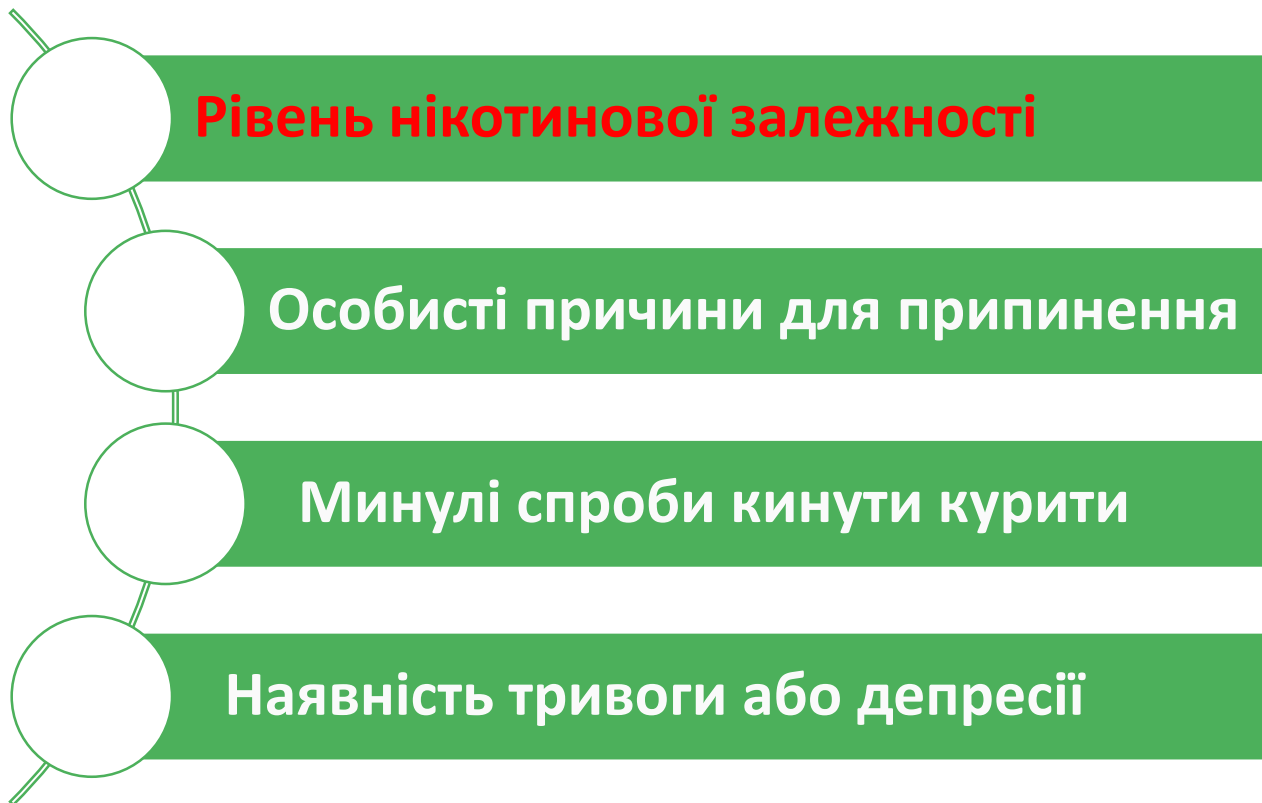 Рівень нікотинової залежності
Особисті причини для припинення
Минулі спроби кинути курити
Наявність тривоги або депресії